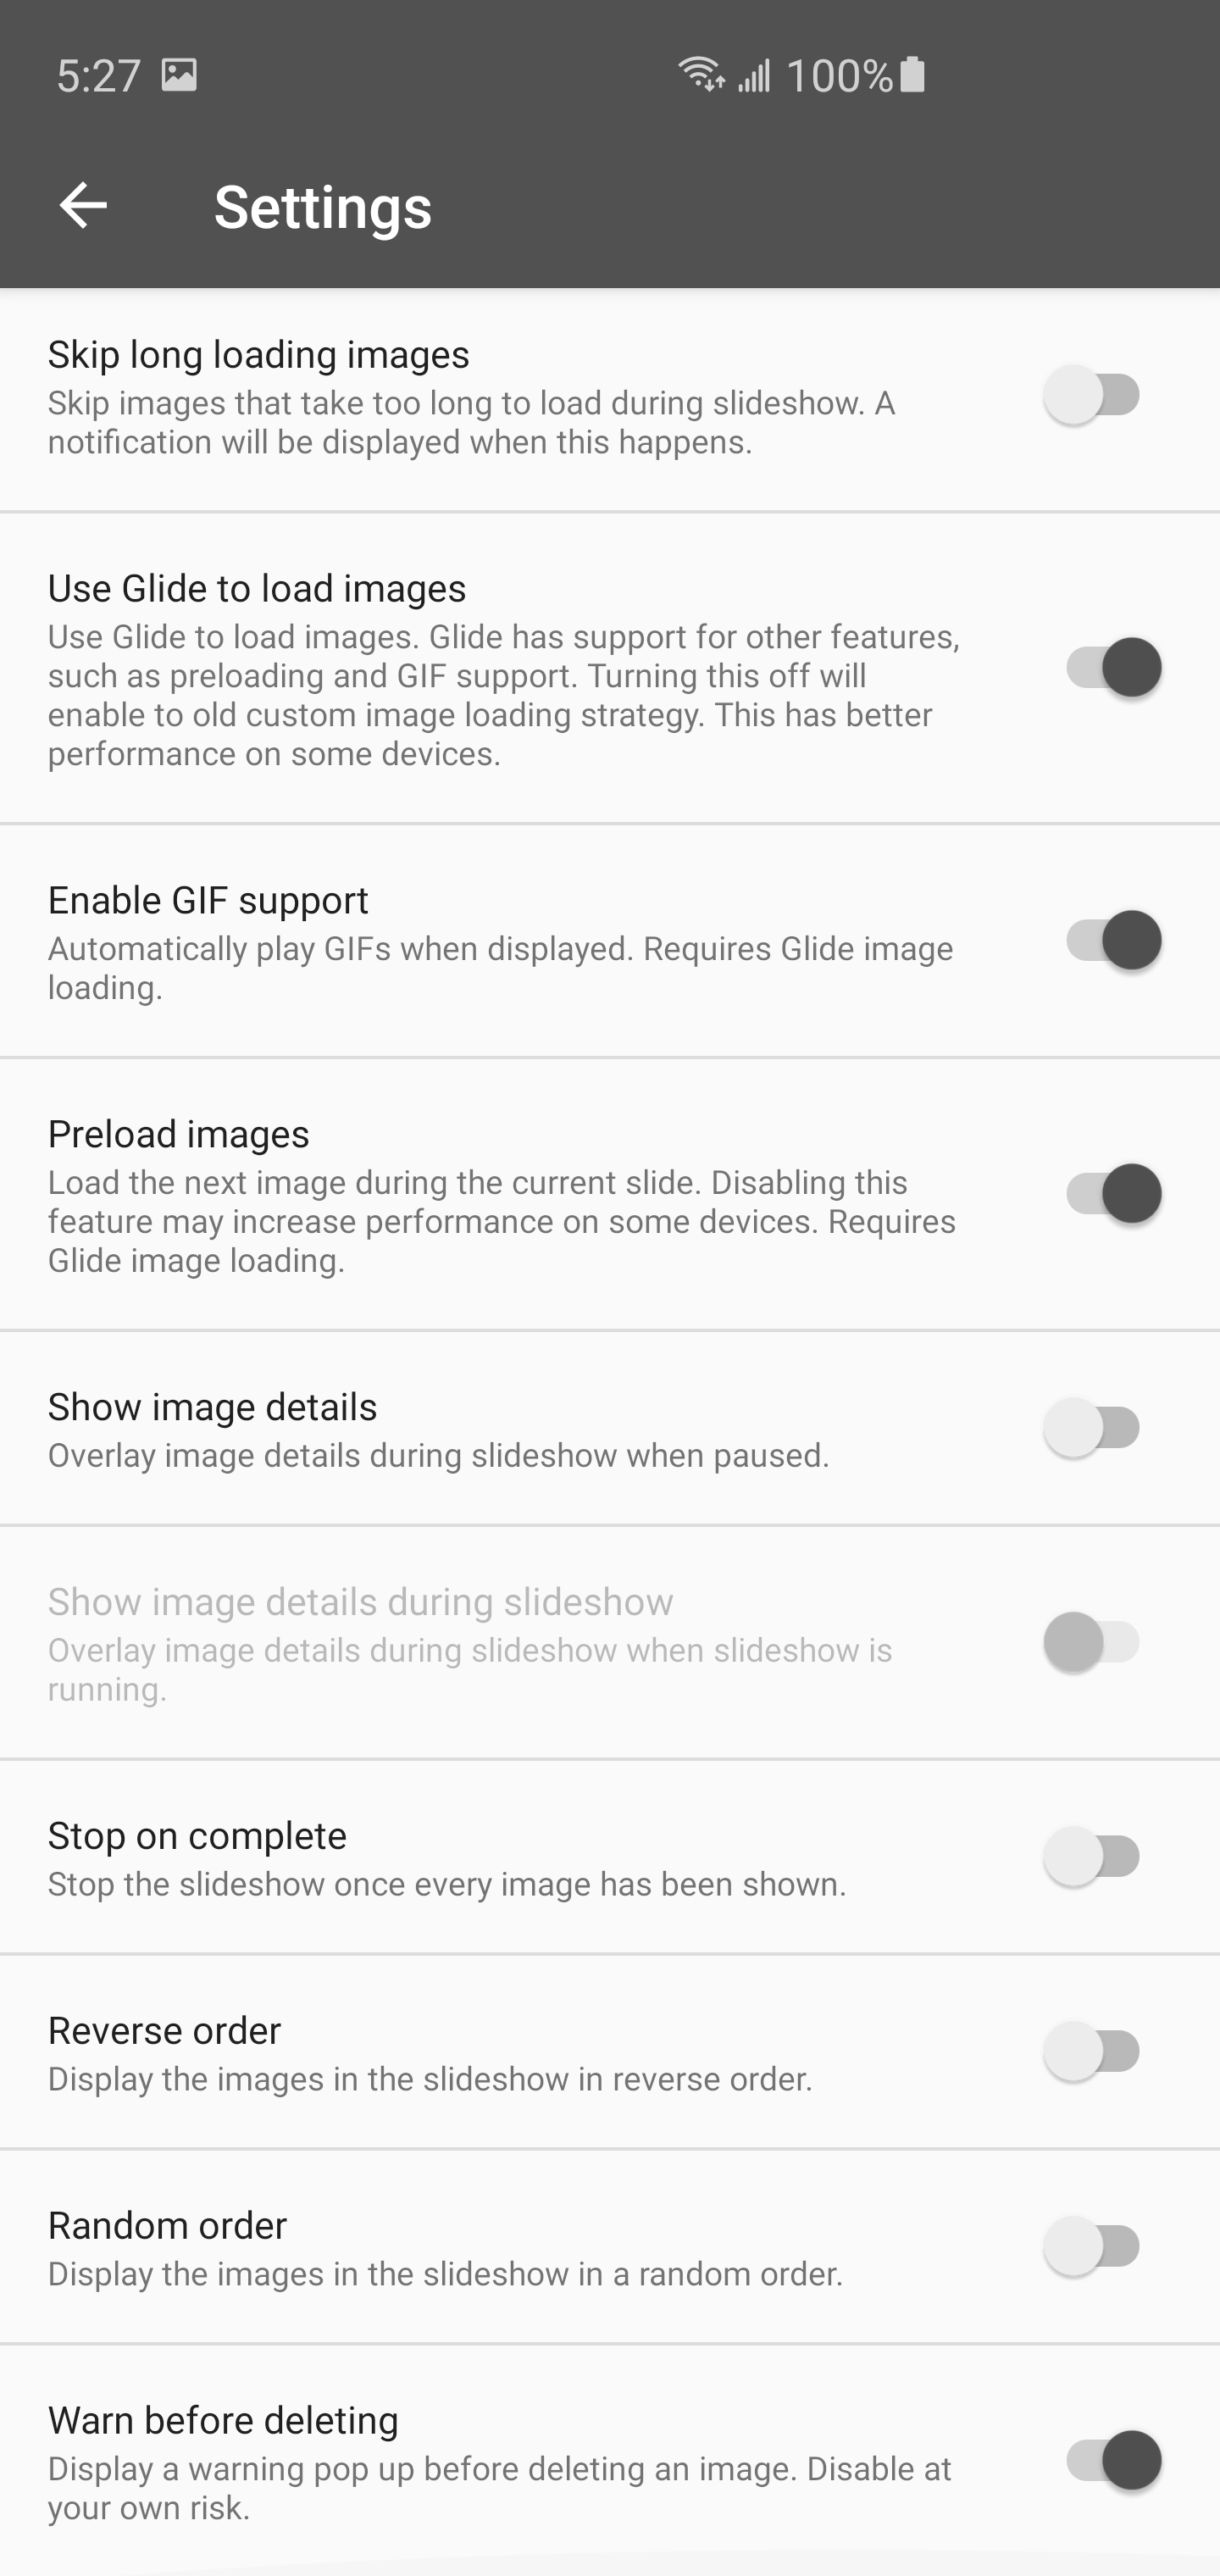 5:27 100%
Settings
Skip long loading images
Skip images that take too long to load during slideshow. A
notification will be displayed when this happens.
Use Glide to load images
Use Glide to load images. Glide has support for other features,
such as preloading and GIF support. Turning this off will
enable to old custom image loading strategy. This has better
performance on some devices.
Enable GIF support
Automatically play GIFs when displayed. Requires Glide image
loading.
Preload images
Load the next image during the current slide. Disabling this
feature may increase performance on some devices. Requires
Glide image loading.
Show image details
Overlay image details during slideshow when paused.
Show image details during slideshow
Overlay image details during slideshow when slideshow is
running.
Stop on complete
Stop the slideshow once every image has been shown.
Reverse order
Display the images in the slideshow in reverse order.
Random order
Display the images in the slideshow in a random order.
Warn before deleting
Display a warning pop up before deleting an image. Disable at
your own risk.